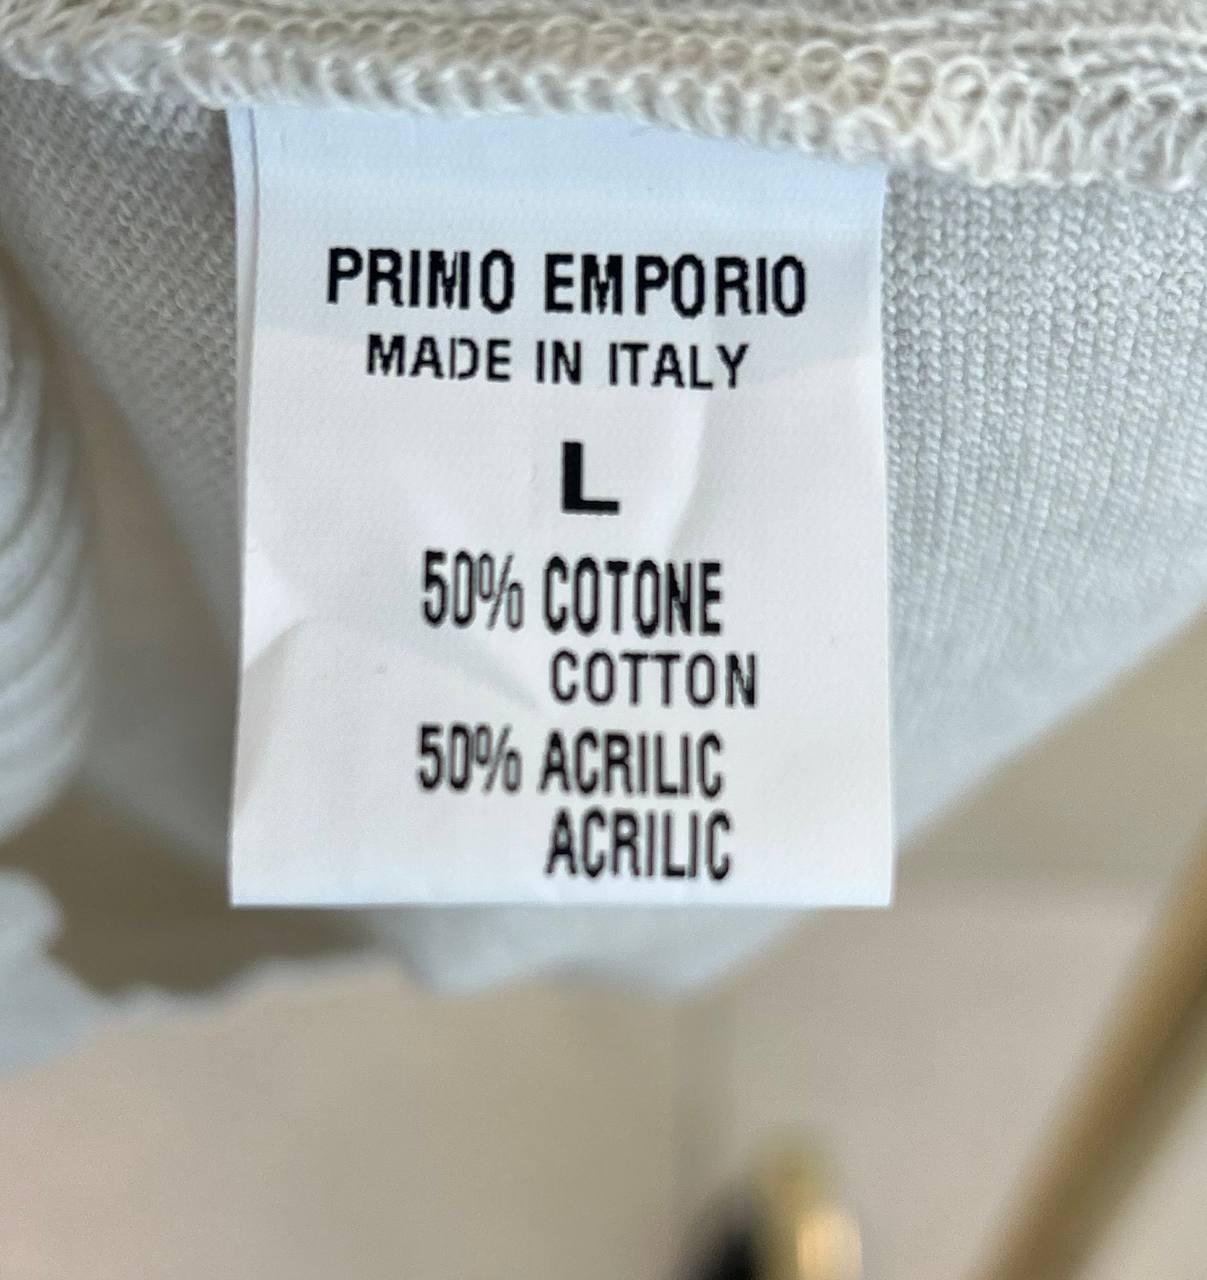 PRIMO EMPORIO
MADE IN ITALY
L
50% COTONE
COTTON
50% ACRILIC
ACRILIC